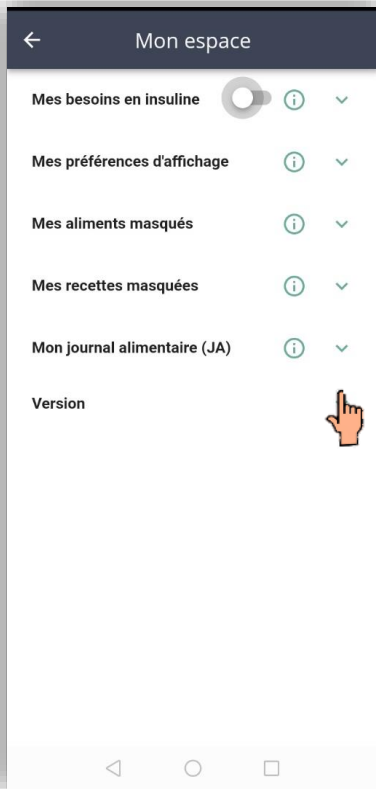 Mon espace
Mes besoins en insuline
Mes préférences d'affichage
Mes aliments masqués
Mes recettes masquées
Mon journal alimentaire (JA)
Version